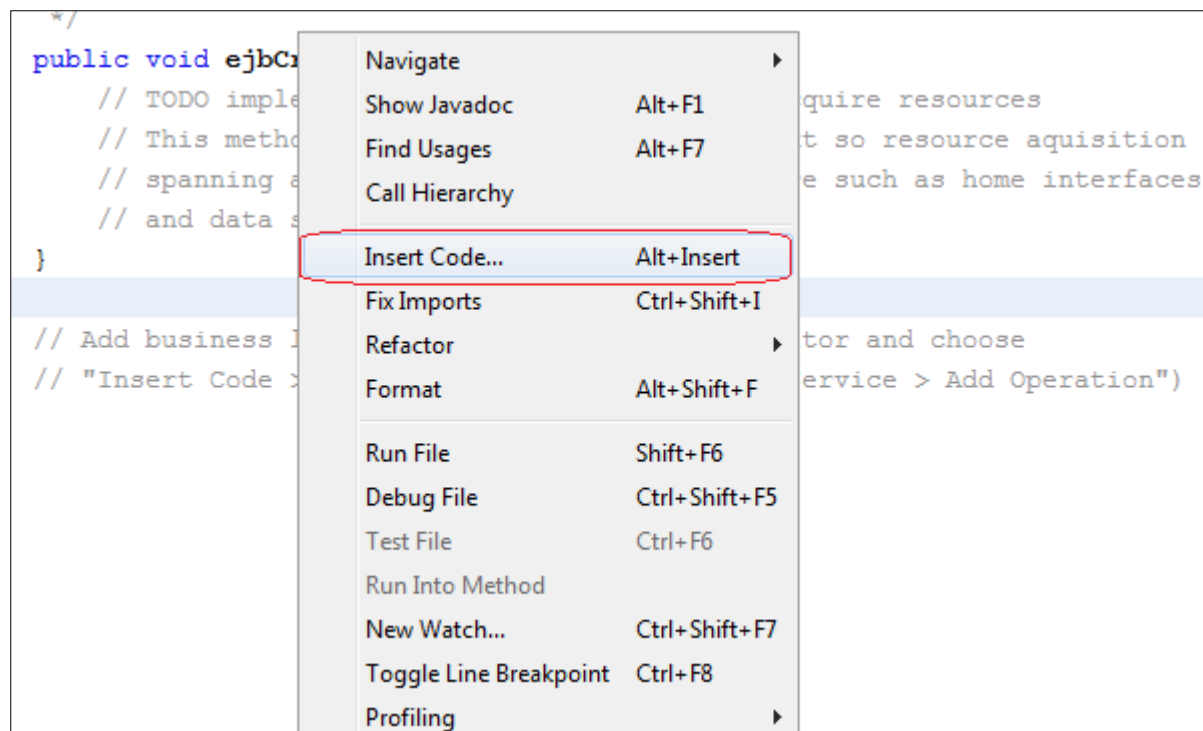 */
public void ejbCr
// TODO imple
quire resources
// This metho
t so resource aquisition
// spanning a
e such as home interfaces
// and data s
}
// Add business l
tor and choose
// "Insert Code >
ervice > Add Operation")
Navigate
Show Javadoc Alt+F1
Find Usages Alt+F7
Call Hierarchy
Insert Code... Alt+Insert
Fix Imports Ctrl+Shift+I
Refactor
Format Alt+Shift+F
Run File Shift+F6
Debug File Ctrl+Shift+F5
Test File Ctrl+F6
Run Into Method
New Watch... Ctrl+Shift+F7
Toggle Line Breakpoint Ctrl+F8
Profiling